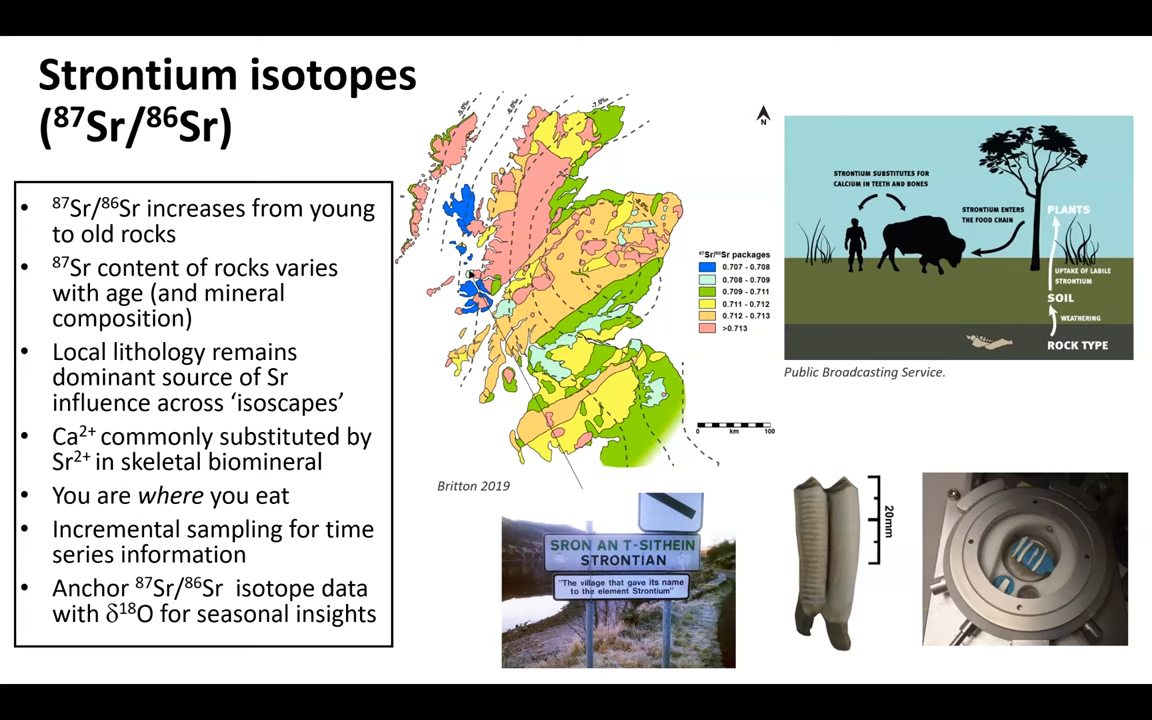 Strontium isotopes
(⁸⁷Sr/⁸⁶Sr)
• ⁸⁷Sr/⁸⁶Sr increases from young
to old rocks
• ⁸⁷Sr content of rocks varies
with age (and mineral
composition)
• Local lithology remains
dominant source of Sr
influence across ‘isoscapes’
• Ca²⁺ commonly substituted by
Sr²⁺ in skeletal biomineral
• You are where you eat
• Incremental sampling for time
series information
• Anchor ⁸⁷Sr/⁸⁶Sr isotope data
with δ¹⁸O for seasonal insights
-7.0‰
N
⁸⁷Sr/⁸⁶Sr packages
0.707 - 0.708
0.708 - 0.709
0.709 - 0.711
0.711 - 0.712
0.712 - 0.713
>0.713
0 km 100
Britton 2019
STRONTIUM SUBSTITUTES FOR
CALCIUM IN TEETH AND BONES
STRONTIUM ENTERS
THE FOOD CHAIN
PLANTS
UPTAKE OF LABILE
STRONTIUM
SOIL
WEATHERING
ROCK TYPE
Public Broadcasting Service.
SRON AN T-SITHEIN
STRONTIAN
"The village that gave its name
to the element Strontium"
20mm